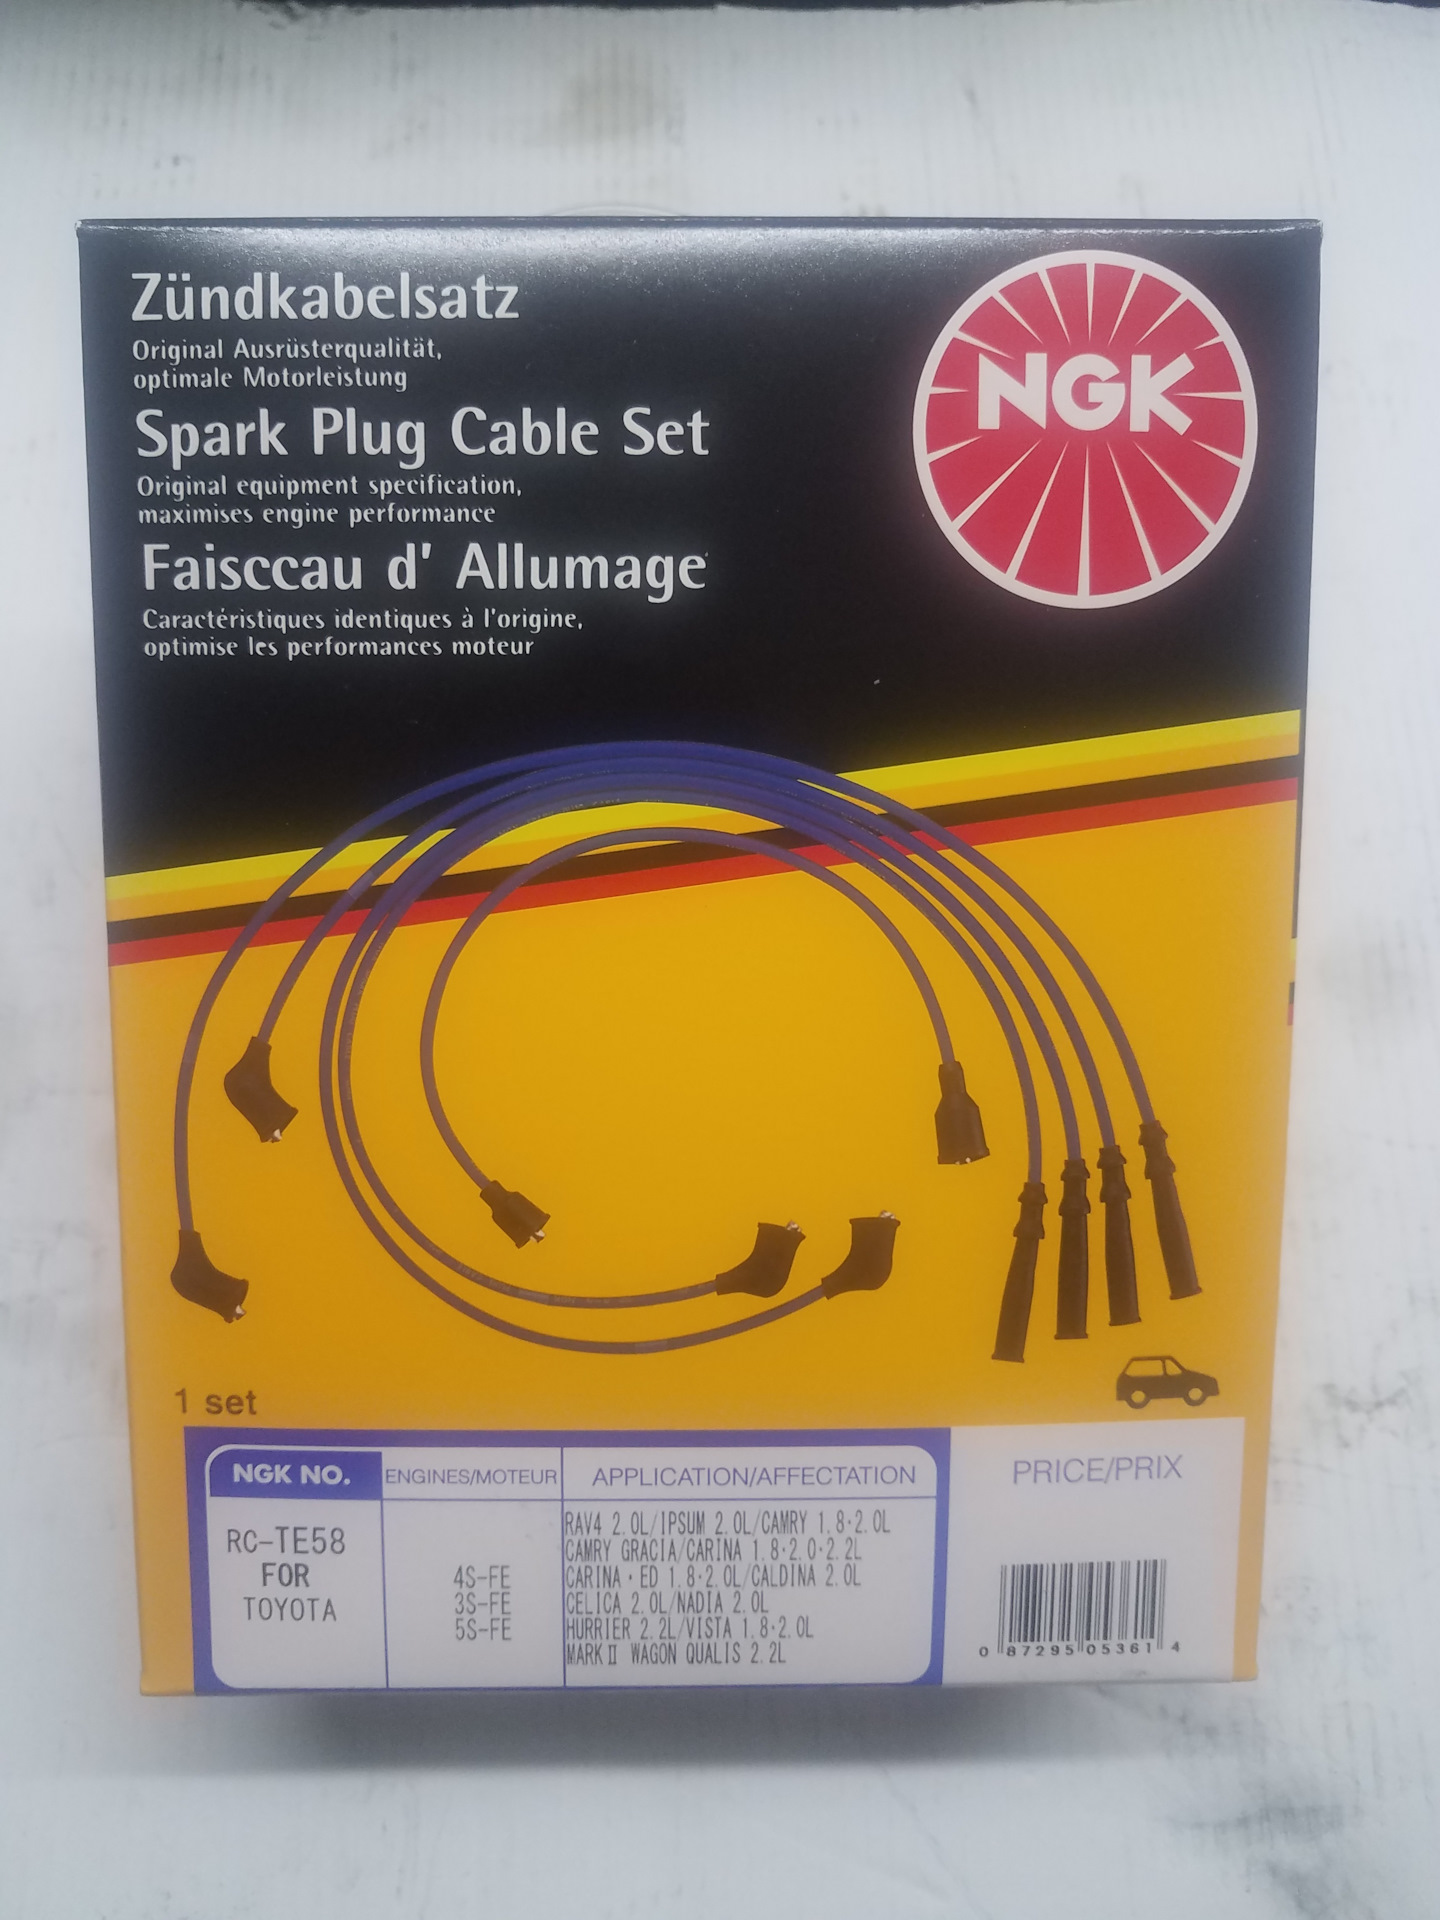 Zündkabelsatz
Original Ausrüsterqualität,
optimale Motorleistung
Spark Plug Cable Set
Original equipment specification,
maximises engine performance
Faisccau d' Allumage
Caractéristiques identiques à l'origine,
optimise les performances moteur
NGK
1 set
NGK NO.
RC-TE58
FOR
TOYOTA
ENGINES/MOTEUR
4S-FE
3S-FE
5S-FE
APPLICATION/AFFECTATION
RAV4 2.0L/IPSUM 2.0L/CAMRY 1.8·2.0L
CAMRY GRACIA/CARINA 1.8·2.0·2.2L
CARINA·ED 1.8·2.0L/CALDINA 2.0L
CELICA 2.0L/NADIA 2.0L
HURRIER 2.2L/VISTA 1.8·2.0L
MARKⅡ WAGON QUALIS 2.2L
PRICE/PRIX
0 87295 05361 4